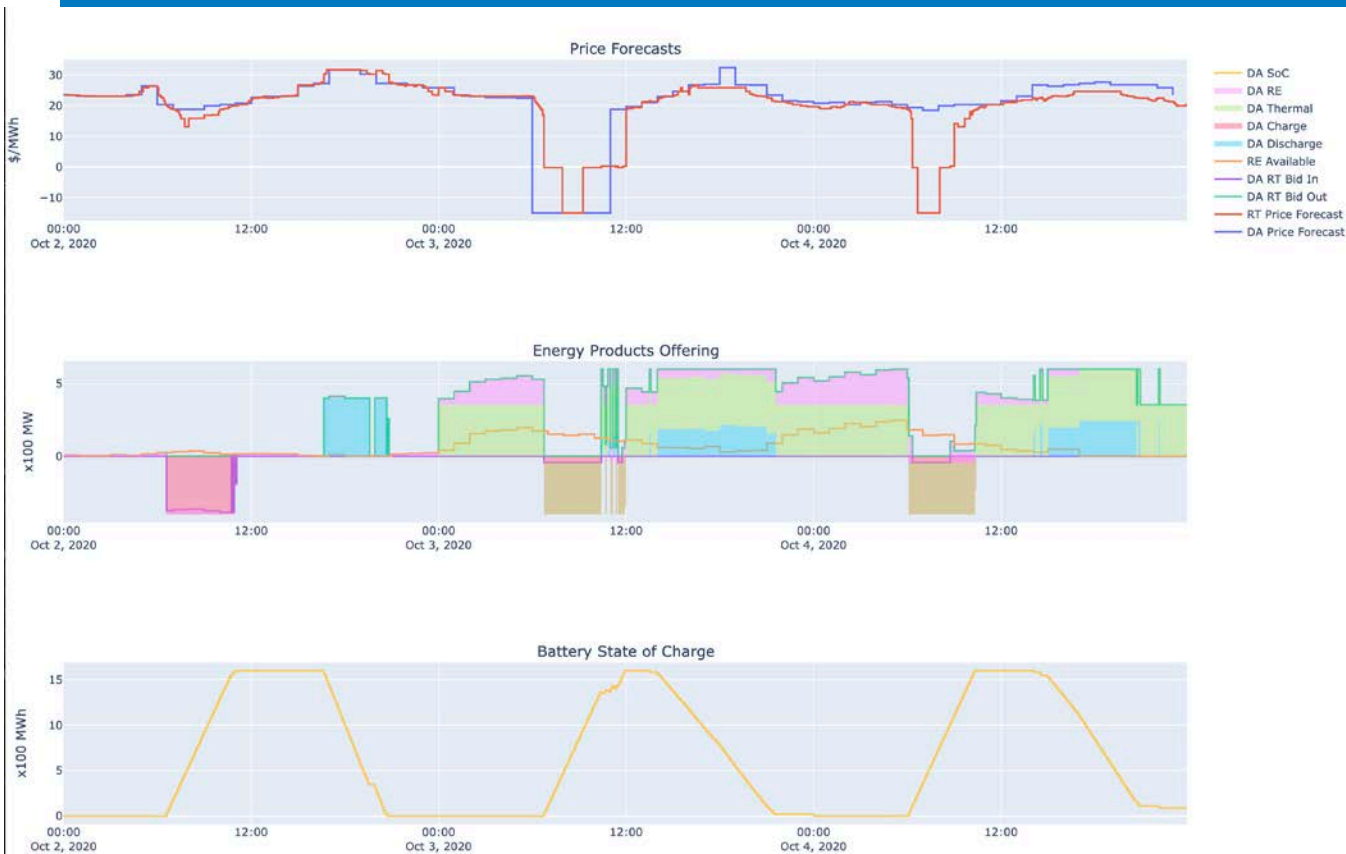 Price Forecasts
$/MWh
30
20
10
0
−10
00:00
Oct 2, 2020
12:00
00:00
Oct 3, 2020
12:00
00:00
Oct 4, 2020
12:00
DA SoC
DA RE
DA Thermal
DA Charge
DA Discharge
RE Available
DA RT Bid In
DA RT Bid Out
RT Price Forecast
DA Price Forecast
Energy Products Offering
x100 MW
5
0
00:00
Oct 2, 2020
12:00
00:00
Oct 3, 2020
12:00
00:00
Oct 4, 2020
12:00
Battery State of Charge
x100 MWh
15
10
5
0
00:00
Oct 2, 2020
12:00
00:00
Oct 3, 2020
12:00
00:00
Oct 4, 2020
12:00